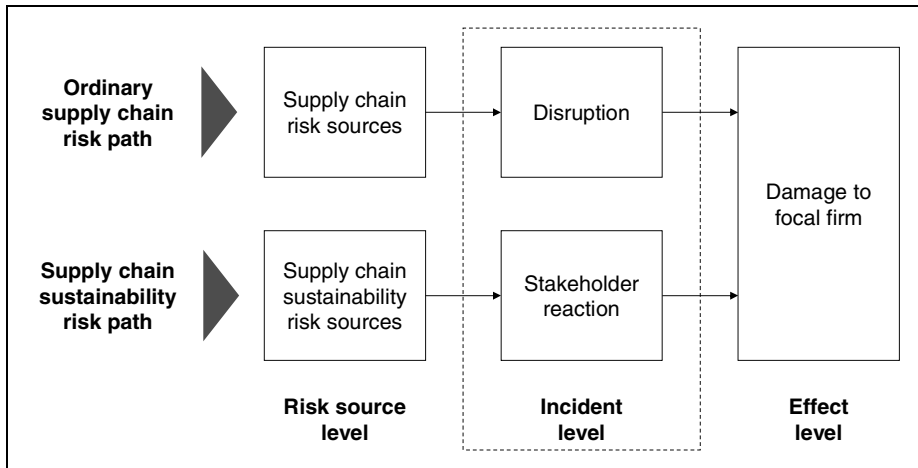 Ordinary
supply chain
risk path
Supply chain
risk sources
Disruption
Damage to
focal firm
Supply chain
sustainability
risk path
Supply chain
sustainability
risk sources
Stakeholder
reaction
Risk source
level
Incident
level
Effect
level